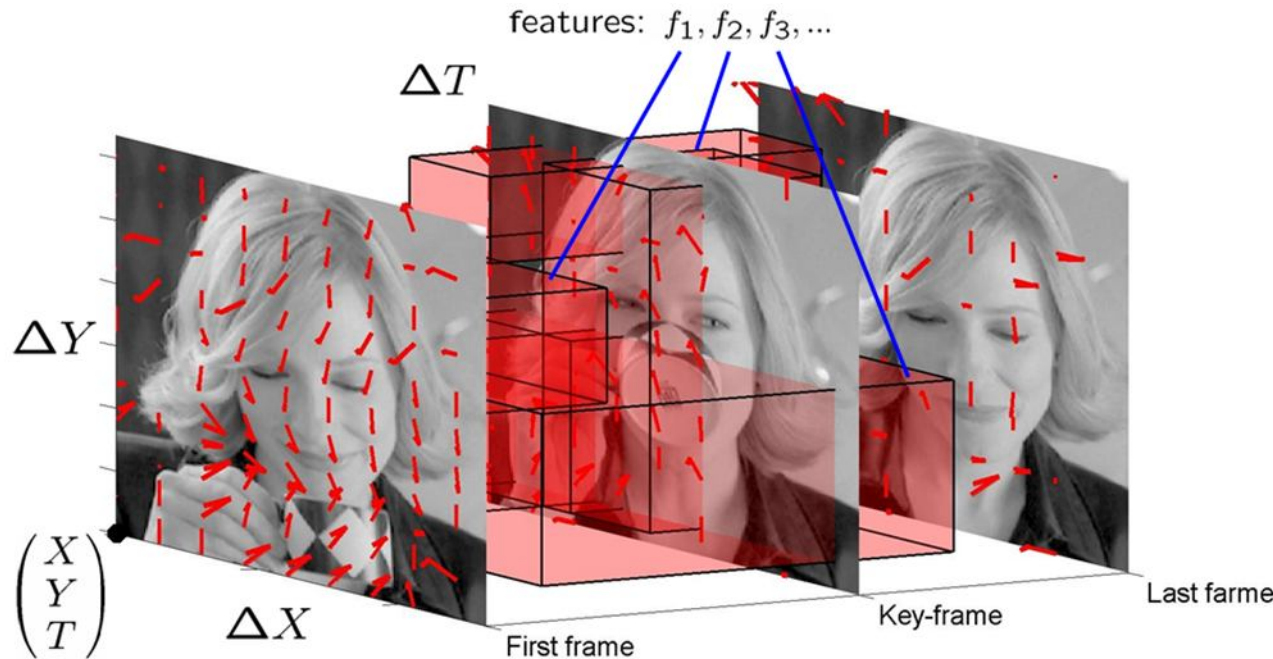 features: f₁, f₂, f₃, ...
ΔT
ΔY
X
Y
T
ΔX
First frame
Key-frame
Last farme